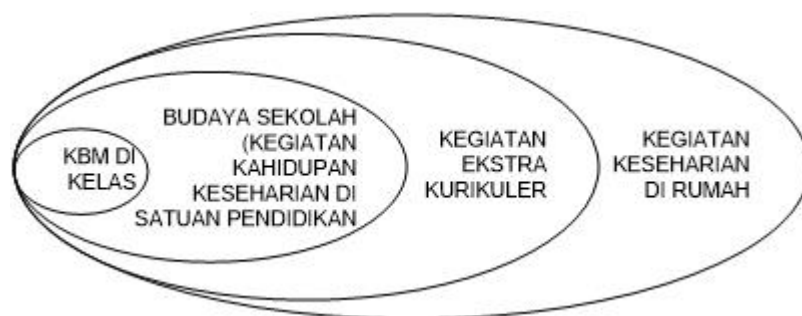 KBM DI
KELAS
BUDAYA SEKOLAH
(KEGIATAN
KAHIDUPAN
KESEHARIAN DI
SATUAN PENDIDIKAN
KEGIATAN
EKSTRA
KURIKULER
KEGIATAN
KESEHARIAN
DI RUMAH